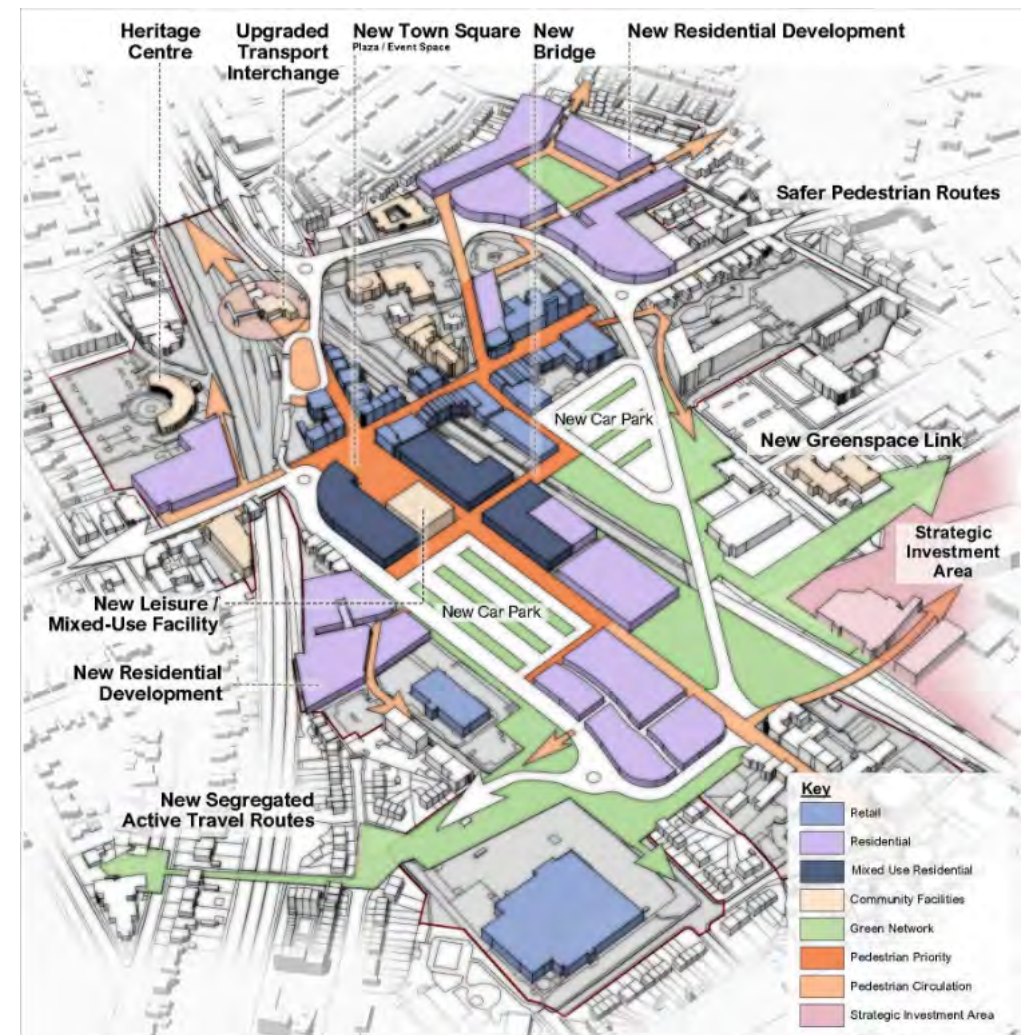 Heritage
Centre
Upgraded
Transport
Interchange
New Town Square
Plaza / Event Space
New
Bridge
New Residential Development
Safer Pedestrian Routes
New Car Park
New Greenspace Link
Strategic
Investment
Area
New Leisure /
Mixed-Use Facility
New Car Park
New Residential
Development
New Segregated
Active Travel Routes
Key
Retail
Residential
Mixed Use Residential
Community Facilities
Green Network
Pedestrian Priority
Pedestrian Circulation
Strategic Investment Area